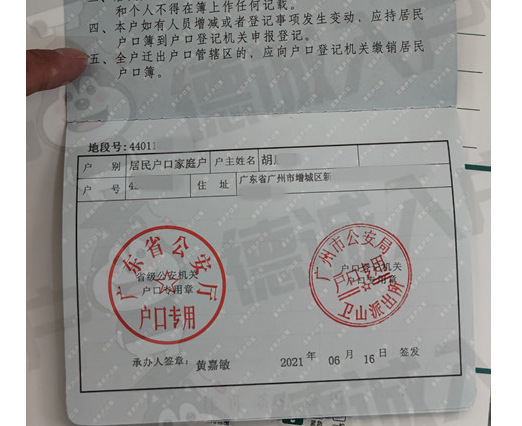 和个人不得在簿上作任何记载。
四、本户如有人员增减或者登记事项发生变动，应持居民
户口簿到户口登记机关申报登记。
五、全户迁出户口管辖区的，应向户口登记机关缴销居民
户口簿。
地段号:44011
户 别 居民户口家庭户 户主姓名 胡
户 号 住 址 广东省广州市增城区新
广东省公安厅
省级公安机关
户口专用章
户口专用
广州市公安局
户口登记机关
户口专用章
户口专用
卫山派出所
承办人签章: 黄嘉敏 2021 年 06 月 16 日 签发
德诚入户